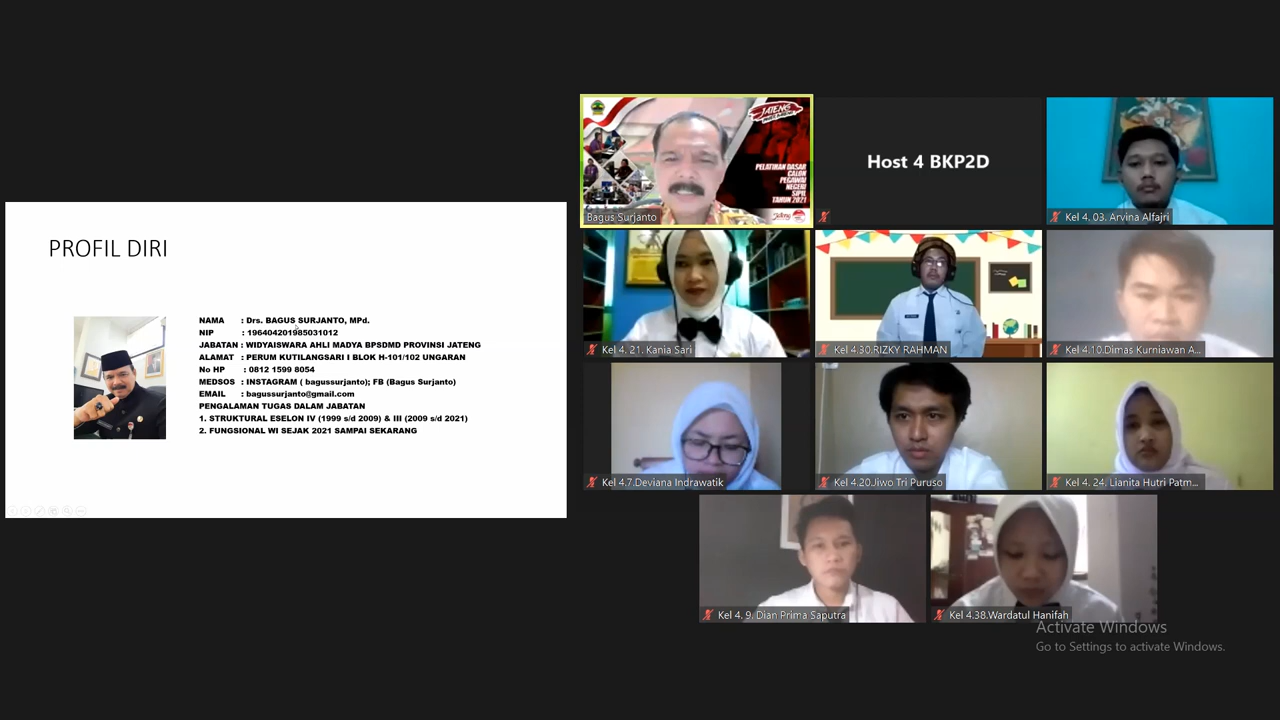 PROFIL DIRI
NAMA : Drs. BAGUS SURJANTO, MPd.
NIP : 196404201985031012
JABATAN : WIDYAISWARA AHLI MADYA BPSDMD PROVINSI JATENG
ALAMAT : PERUM KUTILANGSARI I BLOK H-101/102 UNGARAN
No HP : 0812 1599 8054
MEDSOS : INSTAGRAM ( bagussurjanto); FB (Bagus Surjanto)
EMAIL : bagussurjanto@gmail.com
PENGALAMAN TUGAS DALAM JABATAN
1. STRUKTURAL ESELON IV (1999 s/d 2009) & III (2009 s/d 2021)
2. FUNGSIONAL WI SEJAK 2021 SAMPAI SEKARANG
JATENG
PELATIHAN DASAR
CALON
PEGAWAI
NEGERI
SIPIL
TAHUN 2021
Bagus Surjanto
Host 4 BKP2D
Kel 4. 03. Arvina Alfajri
Kel 4. 21. Kania Sari
Kel 4.30.RIZKY RAHMAN
Kel 4.10.Dimas Kurniawan A...
Kel 4.7.Deviana Indrawatik
Kel 4.20.Jiwo Tri Puruso
Kel 4. 24. Lianita Hutri Patm...
Kel 4. 9. Dian Prima Saputra
Kel 4.38.Wardatul Hanifah
Activate Windows
Go to Settings to activate Windows.